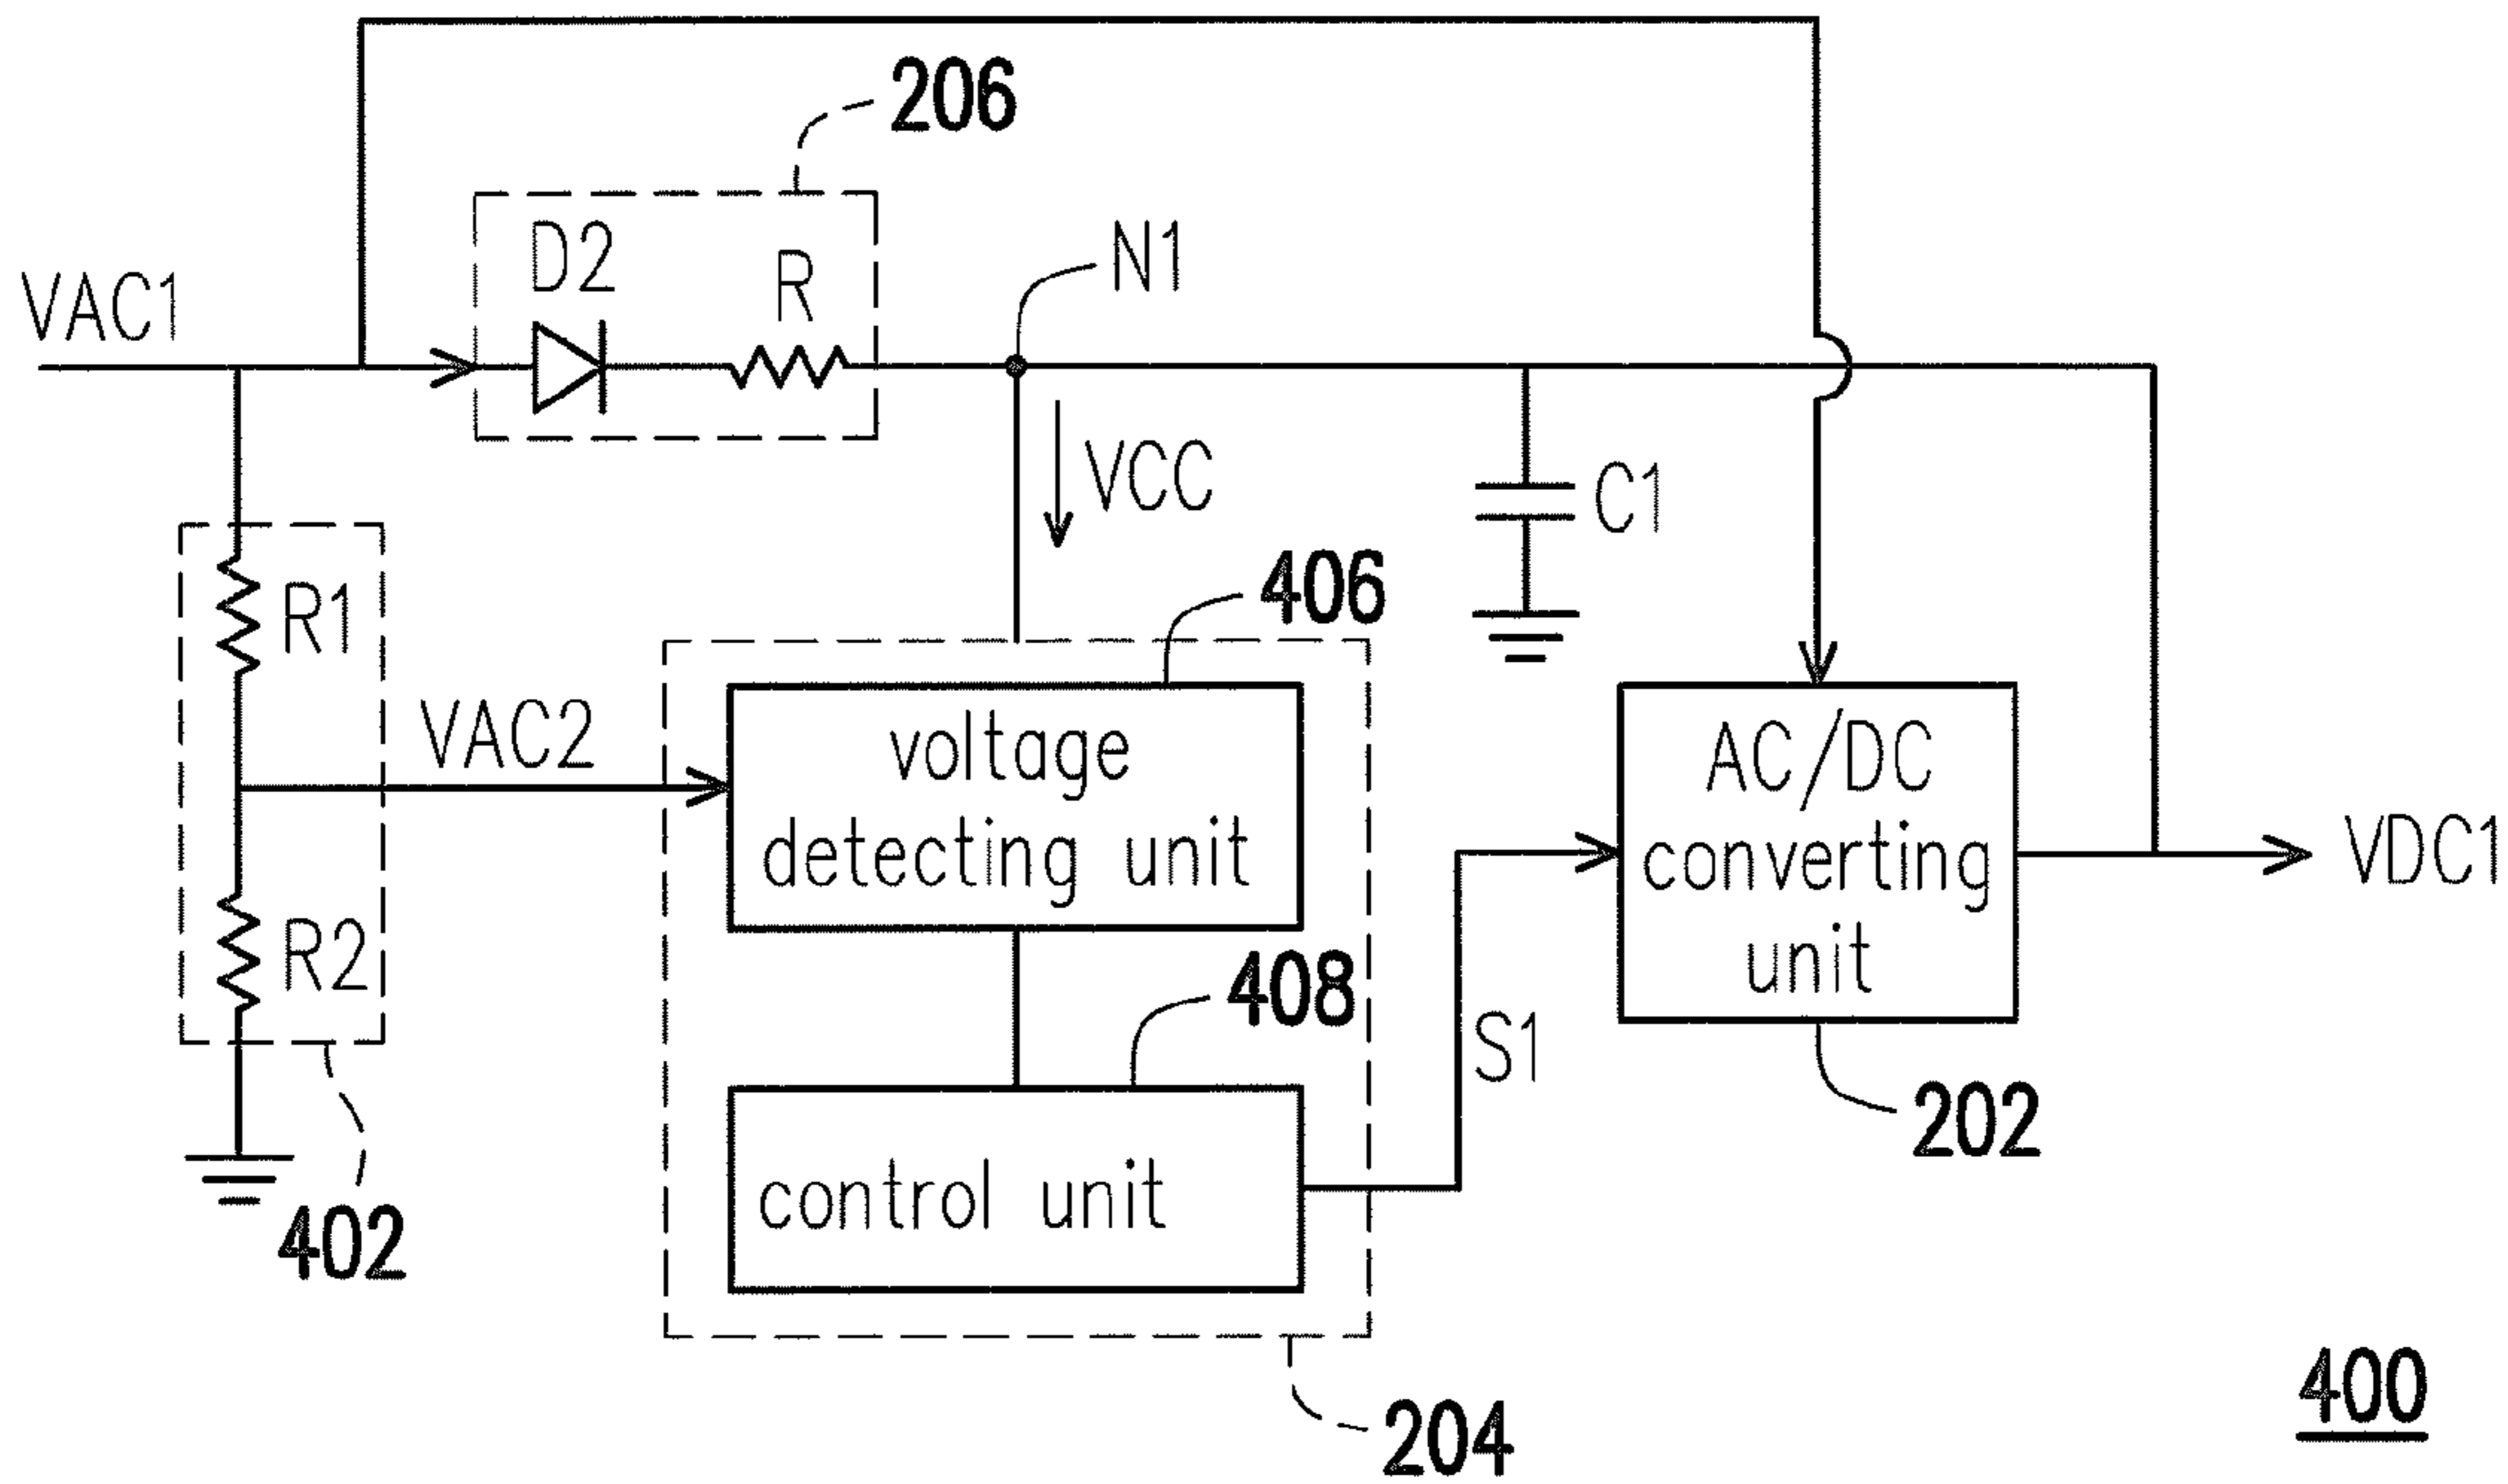 206
D2
R
N1
VAC1
VCC
C1
406
R1
VAC2
voltage
detecting unit
AC/DC
converting
unit
VDC1
R2
408
S1
202
control unit
402
204
400